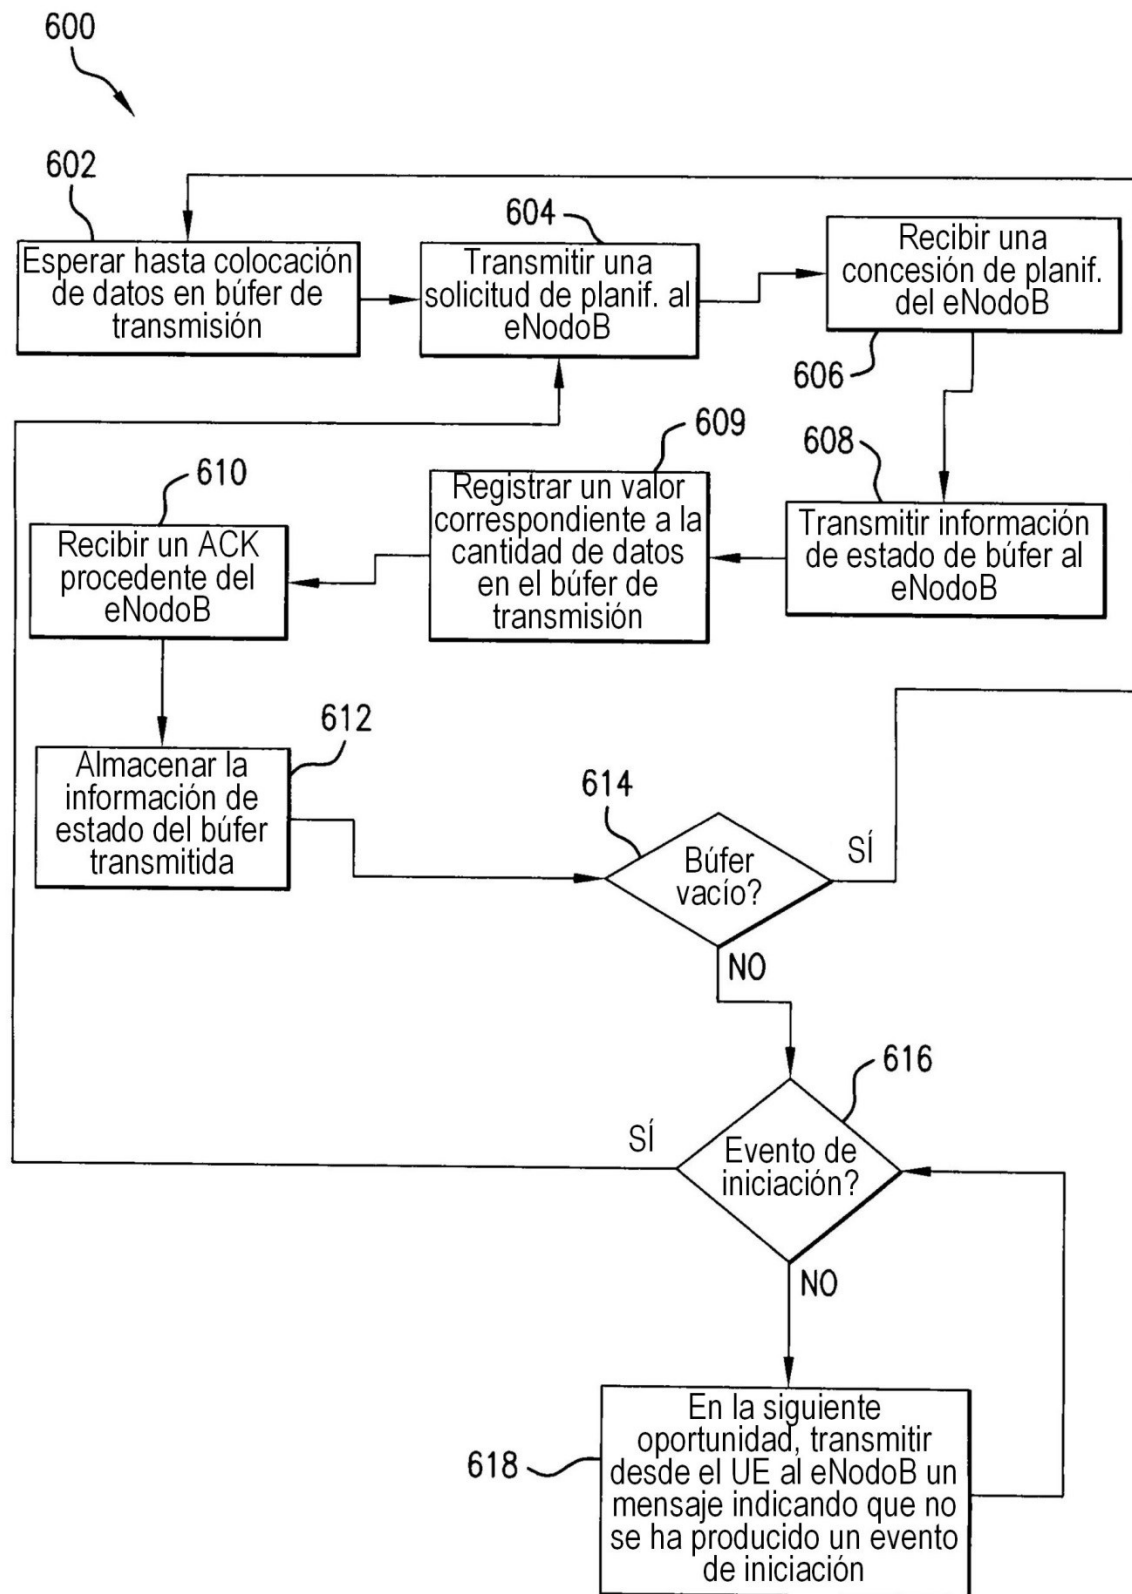 600
602
Esperar hasta colocación
de datos en búfer de
transmisión
604
Transmitir una
solicitud de planif. al
eNodoB
Recibir una
concesión de planif.
del eNodoB
606
608
Transmitir información
de estado de búfer al
eNodoB
609
Registrar un valor
correspondiente a la
cantidad de datos
en el búfer de
transmisión
610
Recibir un ACK
procedente del
eNodoB
612
Almacenar la
información de
estado del búfer
transmitida
614
Búfer
vacío?
SÍ
NO
616
Evento de
iniciación?
SÍ
NO
618
En la siguiente
oportunidad, transmitir
desde el UE al eNodoB un
mensaje indicando que no
se ha producido un evento
de iniciación